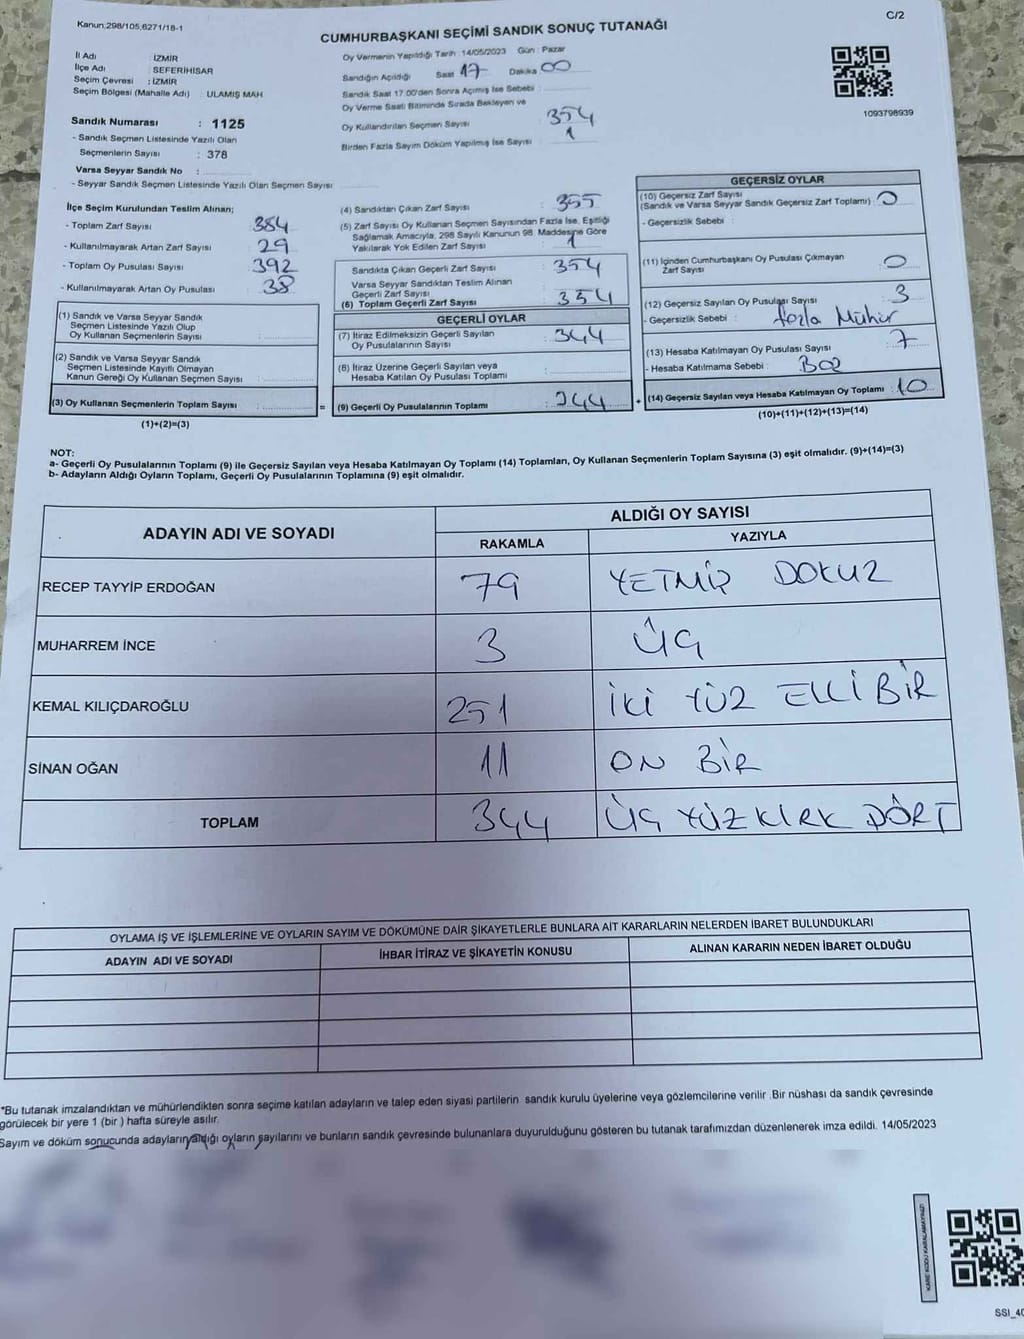 Kanun,298/105,6271/18-1
C/2
CUMHURBAŞKANI SEÇİMİ SANDIK SONUÇ TUTANAĞI
İl Adı : İZMİR
İlçe Adı : SEFERİHİSAR
Seçim Çevresi : İZMİR
Seçim Bölgesi (Mahalle Adı) : ULAMIŞ MAH
Sandık Numarası : 1125
- Sandık Seçmen Listesinde Yazılı Olan
Seçmenlerin Sayısı : 378
Varsa Seyyar Sandık No :
- Seyyar Sandık Seçmen Listesinde Yazılı Olan Seçmen Sayısı
Oy Vermenin Yapıldığı Tarih : 14/05/2023 Gün : Pazar
Sandığın Açıldığı Saat 17 Dakika 00
Sandık Saat 17.00'den Sonra Açımış İse Sebebi :
Oy Verme Saati Bitiminde Sırada Bekleyen ve
Oy Kullandırılan Seçmen Sayısı : 354
Birden Fazla Sayım Döküm Yapılmış İse Sayısı : 1
1093798939
İlçe Seçim Kurulundan Teslim Alınan;
- Toplam Zarf Sayısı : 384
- Kullanılmayarak Artan Zarf Sayısı : 29
- Toplam Oy Pusulası Sayısı : 392
- Kullanılmayarak Artan Oy Pusulası : 38
(1) Sandık ve Varsa Seyyar Sandık
Seçmen Listesinde Yazılı Olup
Oy Kullanan Seçmen Sayısı :
(2) Sandık ve Varsa Seyyar Sandık
Seçmen Listesinde Kayıtlı Olmayan
Kanun Gereği Oy Kullanan Seçmen Sayısı :
(3) Oy Kullanan Seçmenlerin Toplam Sayısı :
(1)+(2)=(3)
(4) Sandıktan Çıkan Zarf Sayısı : 355
(5) Zarf Sayısı Oy Kullanan Seçmen Sayısından Fazla İse, Eşitliği
Sağlamak Amacıyla, 298 Sayılı Kanunun 98. Maddesine Göre
Yakılarak Yok Edilen Zarf Sayısı : 1
Sandıkta Çıkan Geçerli Zarf Sayısı : 354
Varsa Seyyar Sandıktan Teslim Alınan
Geçerli Zarf Sayısı :
(6) Toplam Geçerli Zarf Sayısı : 354
GEÇERLİ OYLAR
(7) İtiraz Edilmeksizin Geçerli Sayılan
Oy Pusulalarının Sayısı : 344
(8) İtiraz Üzerine Geçerli Sayılan veya
Hesaba Katılan Oy Pusulası Toplamı :
= (9) Geçerli Oy Pusulalarının Toplamı : 344 +
GEÇERSİZ OYLAR
(10) Geçersiz Zarf Sayısı
(Sandık ve Varsa Seyyar Sandık Geçersiz Zarf Toplamı) : 0
- Geçersizlik Sebebi :
(11) İçinden Cumhurbaşkanı Oy Pusulası Çıkmayan
Zarf Sayısı : 0
(12) Geçersiz Sayılan Oy Pusulası Sayısı : 3
- Geçersizlik Sebebi : fazla Mühür
(13) Hesaba Katılmayan Oy Pusulası Sayısı : 7
- Hesaba Katılmama Sebebi : BOŞ
(14) Geçersiz Sayılan veya Hesaba Katılmayan Oy Toplamı : 10
(10)+(11)+(12)+(13)=(14)
NOT:
a- Geçerli Oy Pusulalarının Toplamı (9) ile Geçersiz Sayılan veya Hesaba Katılmayan Oy Toplamı (14) Toplamları, Oy Kullanan Seçmenlerin Toplam Sayısına (3) eşit olmalıdır. (9)+(14)=(3)
b- Adayların Aldığı Oyların Toplamı, Geçerli Oy Pusulalarının Toplamına (9) eşit olmalıdır.
ADAYIN ADI VE SOYADI ALDIĞI OY SAYISI
RAKAMLA YAZIYLA
RECEP TAYYİP ERDOĞAN 79 YETMİŞ DOKUZ
MUHARREM İNCE 3 ÜÇ
KEMAL KILIÇDAROĞLU 251 İKİ YÜZ ELLİ BİR
SİNAN OĞAN 11 ON BİR
TOPLAM 344 ÜÇ YÜZ KIRK DÖRT
OYLAMA İŞ VE İŞLEMLERİNE VE OYLARIN SAYIM VE DÖKÜMÜNE DAİR ŞİKAYETLERLE BUNLARA AİT KARARLARIN NELERDEN İBARET BULUNDUKLARI
ADAYIN ADI VE SOYADI İHBAR İTİRAZ VE ŞİKAYETİN KONUSU ALINAN KARARIN NEDEN İBARET OLDUĞU
*Bu tutanak imzalandıktan ve mühürlendikten sonra seçime katılan adayların ve talep eden siyasi partilerin sandık kurulu üyelerine veya gözlemcilerine verilir .Bir nüshası da sandık çevresinde
görülecek bir yere 1 (bir ) hafta süreyle asılır.
Sayım ve döküm sonucunda adayların aldığı oyların sayılarını ve bunların sandık çevresinde bulunanlara duyurulduğunu gösteren bu tutanak tarafımızdan düzenlenerek imza edildi. 14/05/2023
KARE KODU KARALAMAYINIZ!
SSI_40